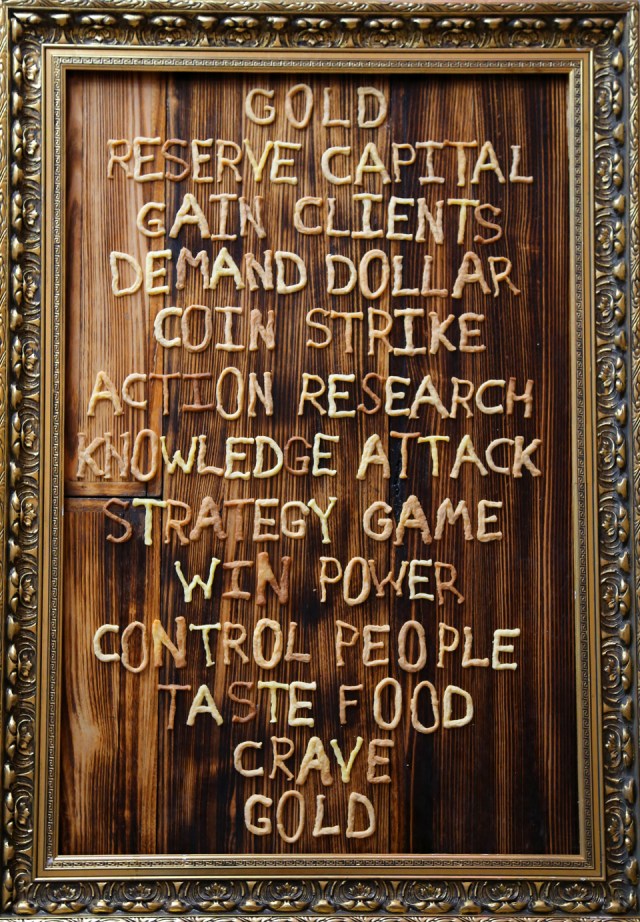 GOLD
RESERVE CAPITAL
GAIN CLIENTS
DEMAND DOLLAR
COIN STRIKE
ACTION RESEARCH
KNOWLEDGE ATTACK
STRATEGY GAME
WIN POWER
CONTROL PEOPLE
TASTE FOOD
CRAVE
GOLD